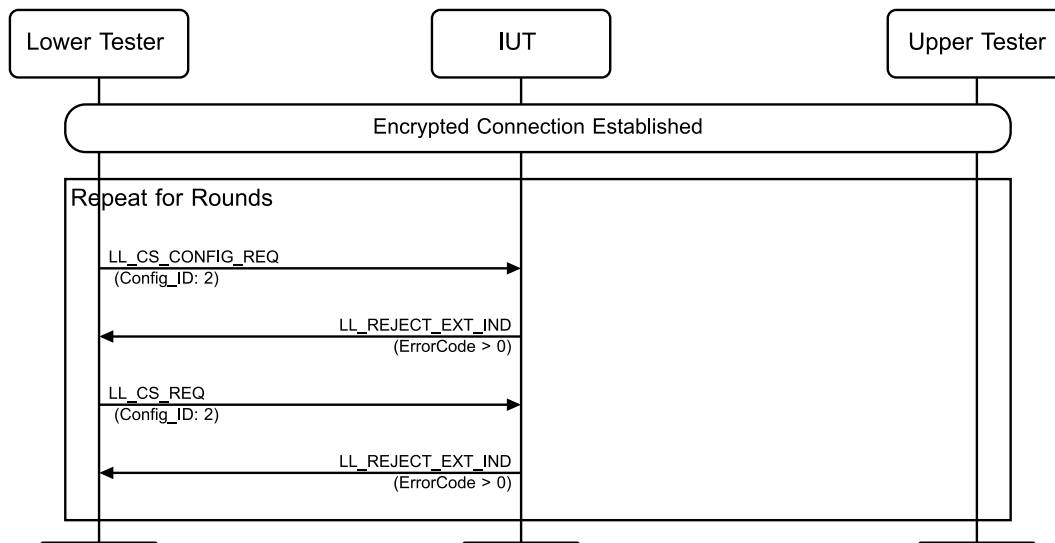 Lower Tester
IUT
Upper Tester
Encrypted Connection Established
Repeat for Rounds
LL_CS_CONFIG_REQ
(Config_ID: 2)
LL_REJECT_EXT_IND
(ErrorCode > 0)
LL_CS_REQ
(Config_ID: 2)
LL_REJECT_EXT_IND
(ErrorCode > 0)